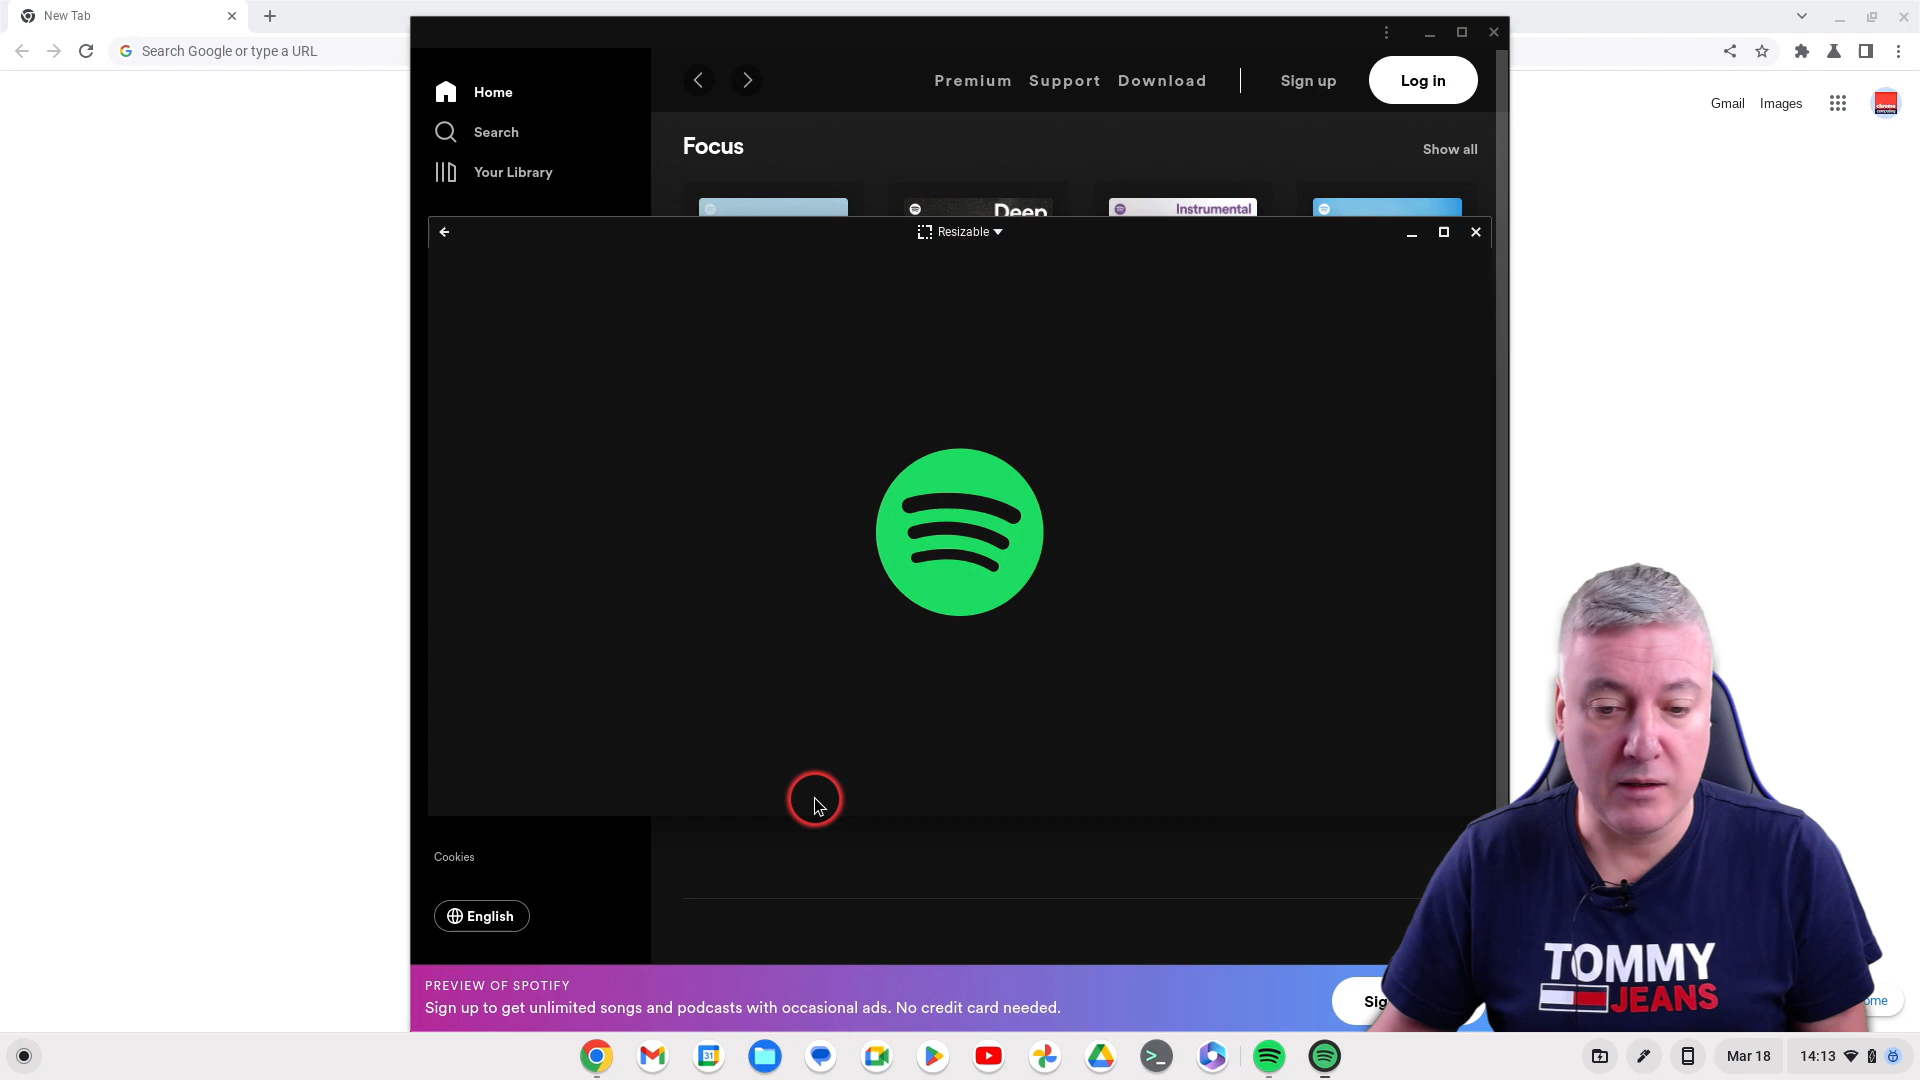 New Tab
Search Google or type a URL
Gmail Images
Home
Search
Your Library
Premium Support Download Sign up Log in
Focus
Show all
Deep
Instrumental
Resizable
Cookies
English
PREVIEW OF SPOTIFY
Sign up to get unlimited songs and podcasts with occasional ads. No credit card needed.
TOMMY
JEANS
31
Mar 18 14:13